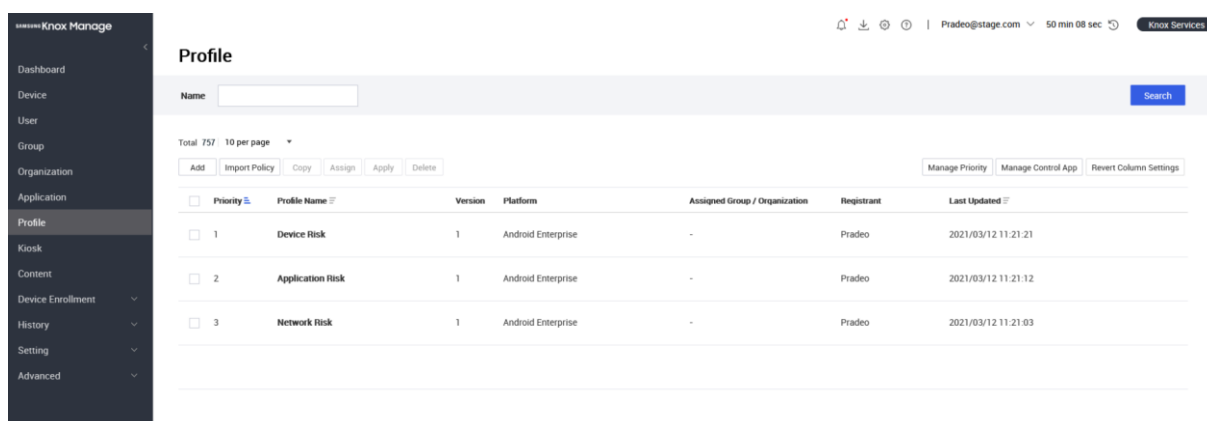 SAMSUNG Knox Manage
Pradeo@stage.com
50 min 08 sec
Knox Services
Profile
Dashboard
Device
User
Group
Organization
Application
Profile
Kiosk
Content
Device Enrollment
History
Setting
Advanced
Name
Search
Total 757 10 per page
Add Import Policy Copy Assign Apply Delete
Manage Priority Manage Control App Revert Column Settings
Priority Profile Name Version Platform Assigned Group / Organization Registrant Last Updated
1 Device Risk 1 Android Enterprise - Pradeo 2021/03/12 11:21:21
2 Application Risk 1 Android Enterprise - Pradeo 2021/03/12 11:21:12
3 Network Risk 1 Android Enterprise - Pradeo 2021/03/12 11:21:03